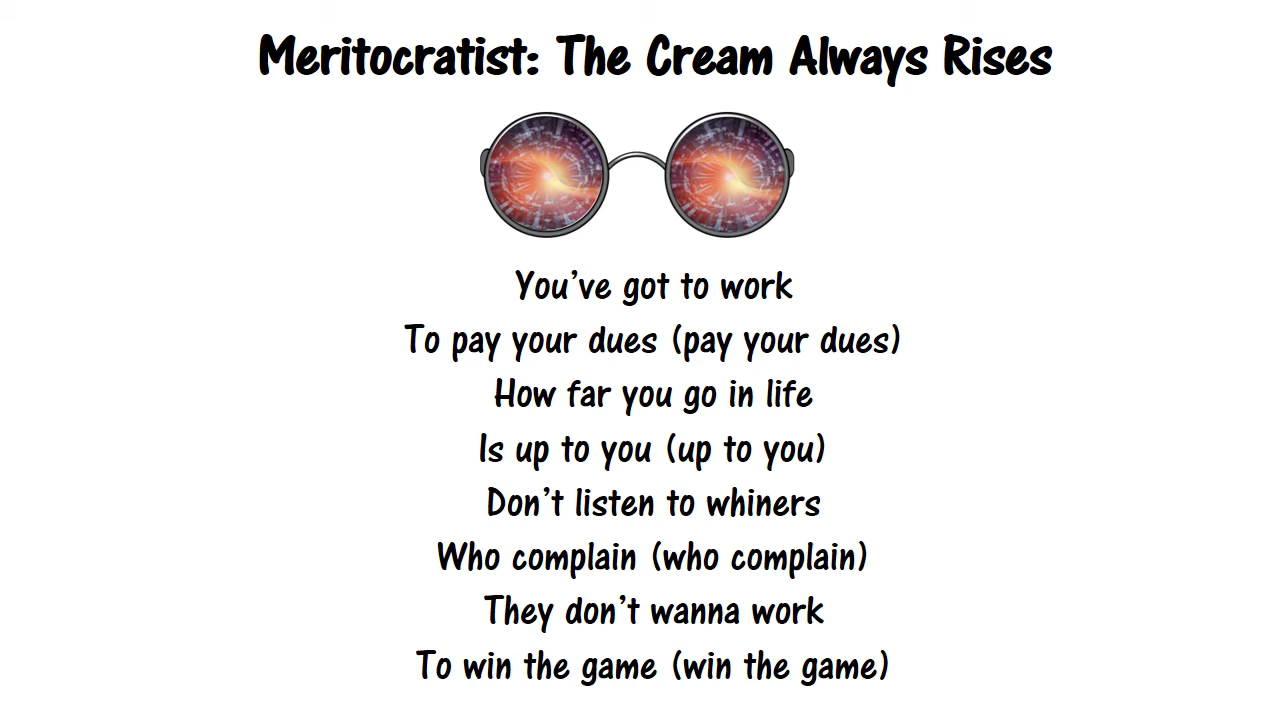 Meritocratist: The Cream Always Rises
You've got to work
To pay your dues (pay your dues)
How far you go in life
Is up to you (up to you)
Don't listen to whiners
Who complain (who complain)
They don't wanna work
To win the game (win the game)